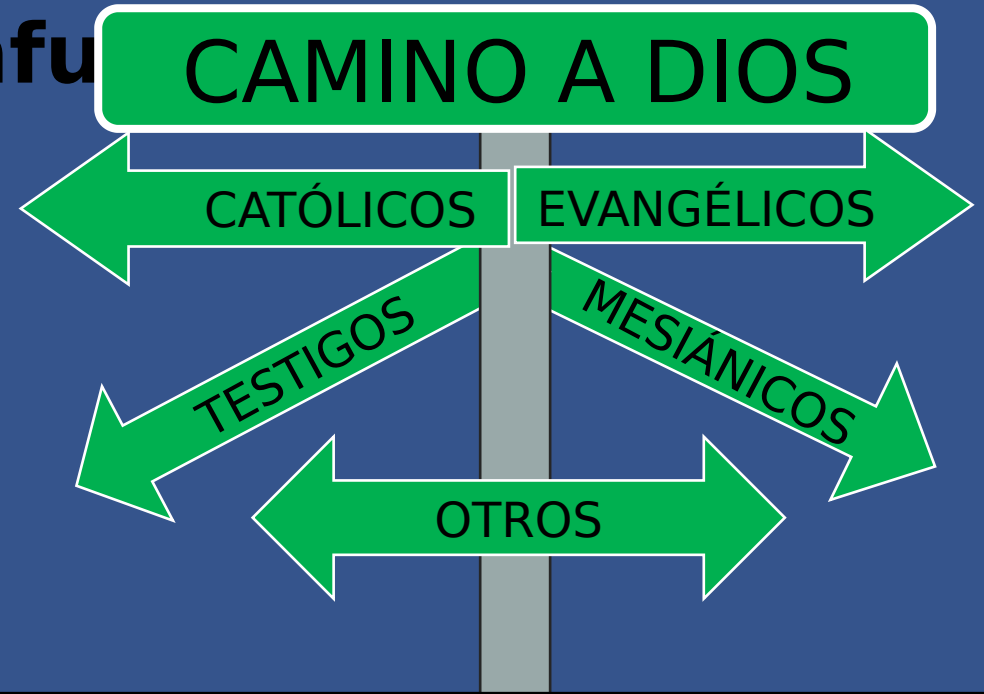 CAMINO A DIOS
CATÓLICOS
EVANGÉLICOS
TESTIGOS
MESIÁNICOS
OTROS